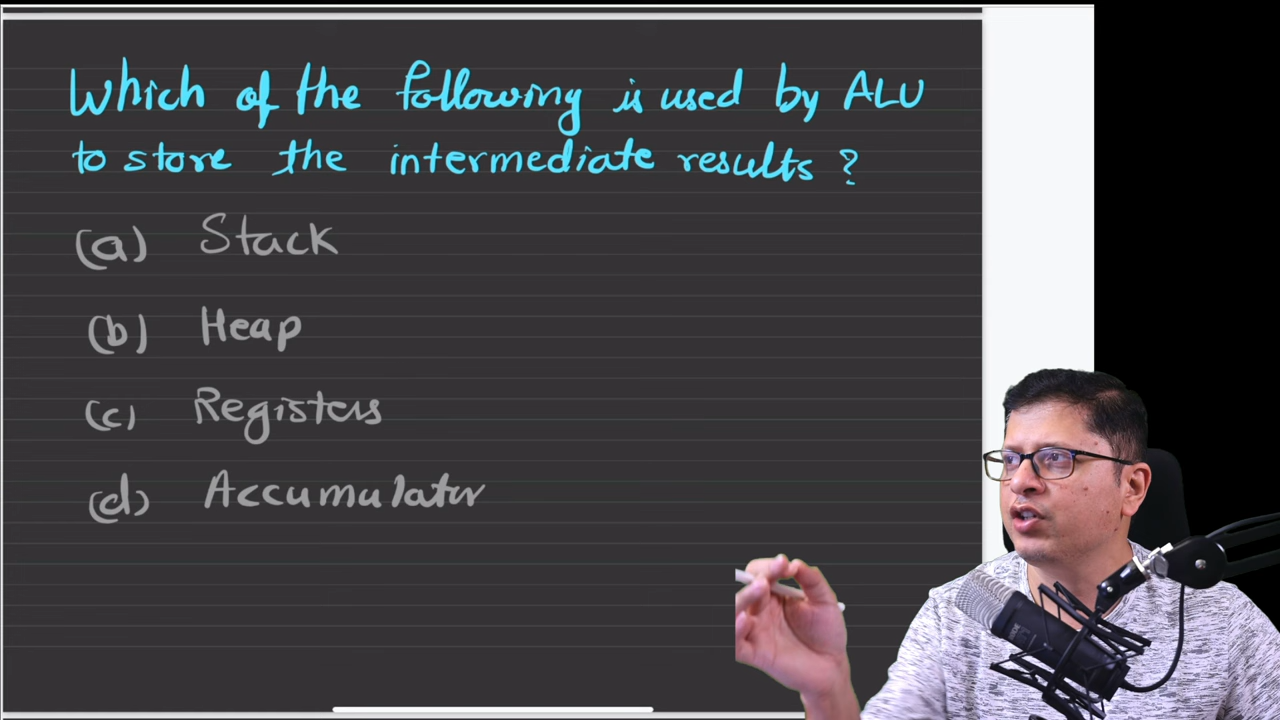 Which of the following is used by ALU
to store the intermediate results ?
(a) Stack
(b) Heap
(c) Registers
(d) Accumulator